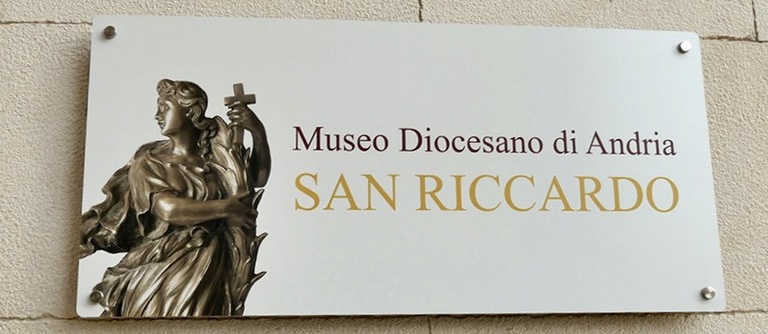 Museo Diocesano di Andria
SAN RICCARDO